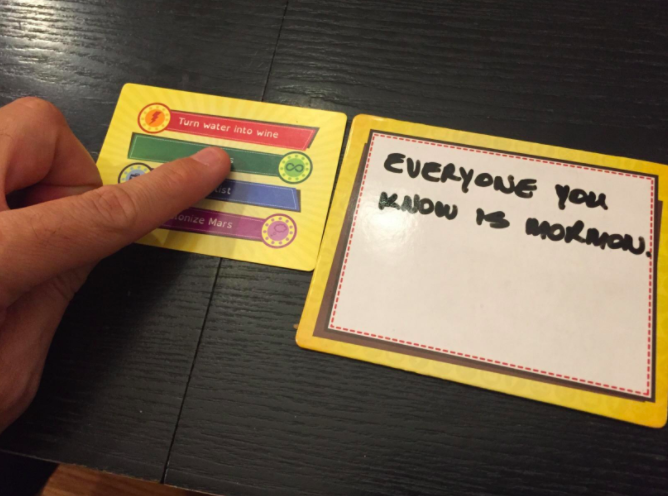 Turn water into wine
onize Mars
EVERYONE YOU
KNOW IS MORMON.